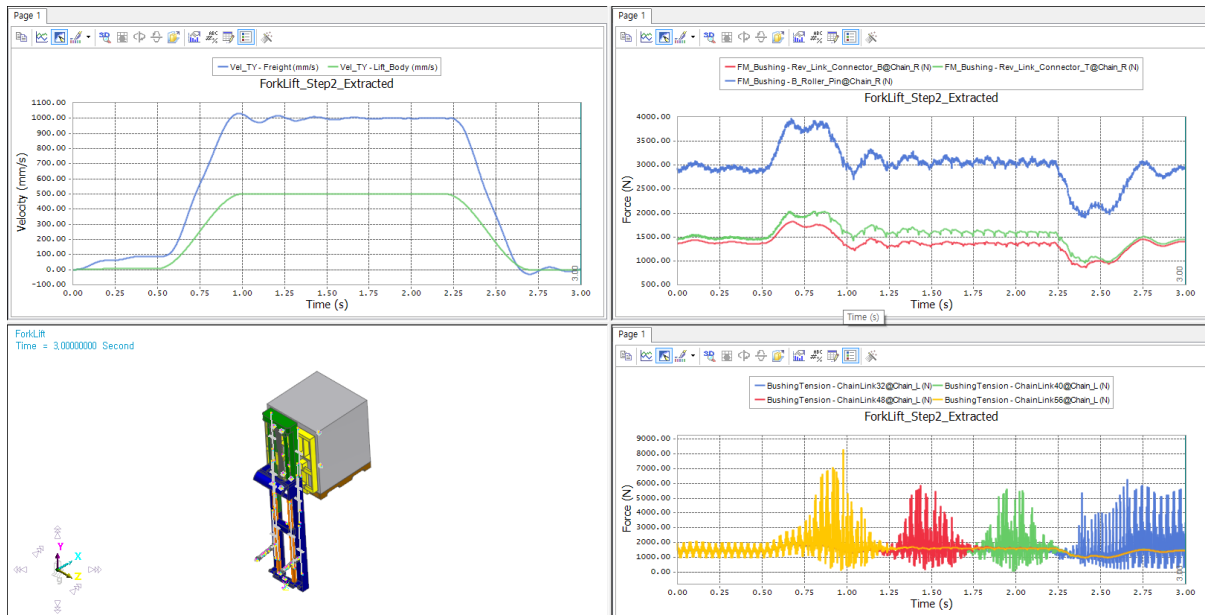 Page 1
Vel_TY - Freight (mm/s) Vel_TY - Lift_Body (mm/s)
ForkLift_Step2_Extracted
1100.00
1000.00
900.00
800.00
700.00
600.00
500.00
400.00
300.00
200.00
100.00
0.00
-100.00
Velocity (mm/s)
0.00 0.25 0.50 0.75 1.00 1.25 1.50 1.75 2.00 2.25 2.50 2.75 3.00
3.00
Time (s)
Page 1
FM_Bushing - Rev_Link_Connector_B@Chain_R (N) FM_Bushing - Rev_Link_Connector_T@Chain_R (N)
FM_Bushing - B_Roller_Pin@Chain_R (N)
ForkLift_Step2_Extracted
4000.00
3500.00
3000.00
2500.00
2000.00
1500.00
1000.00
500.00
Force (N)
0.00 0.25 0.50 0.75 1.00 1.25 1.50 1.75 2.00 2.25 2.50 2.75 3.00
3.00
Time (s)
Time (s)
ForkLift
Time = 3,00000000 Second
Y
X
Z
Page 1
BushingTension - ChainLink32@Chain_L (N) BushingTension - ChainLink40@Chain_L (N)
BushingTension - ChainLink48@Chain_L (N) BushingTension - ChainLink56@Chain_L (N)
ForkLift_Step2_Extracted
9000.00
8000.00
7000.00
6000.00
5000.00
4000.00
3000.00
2000.00
1000.00
0.00
Force (N)
0.00 0.25 0.50 0.75 1.00 1.25 1.50 1.75 2.00 2.25 2.50 2.75 3.00
3.00
Time (s)